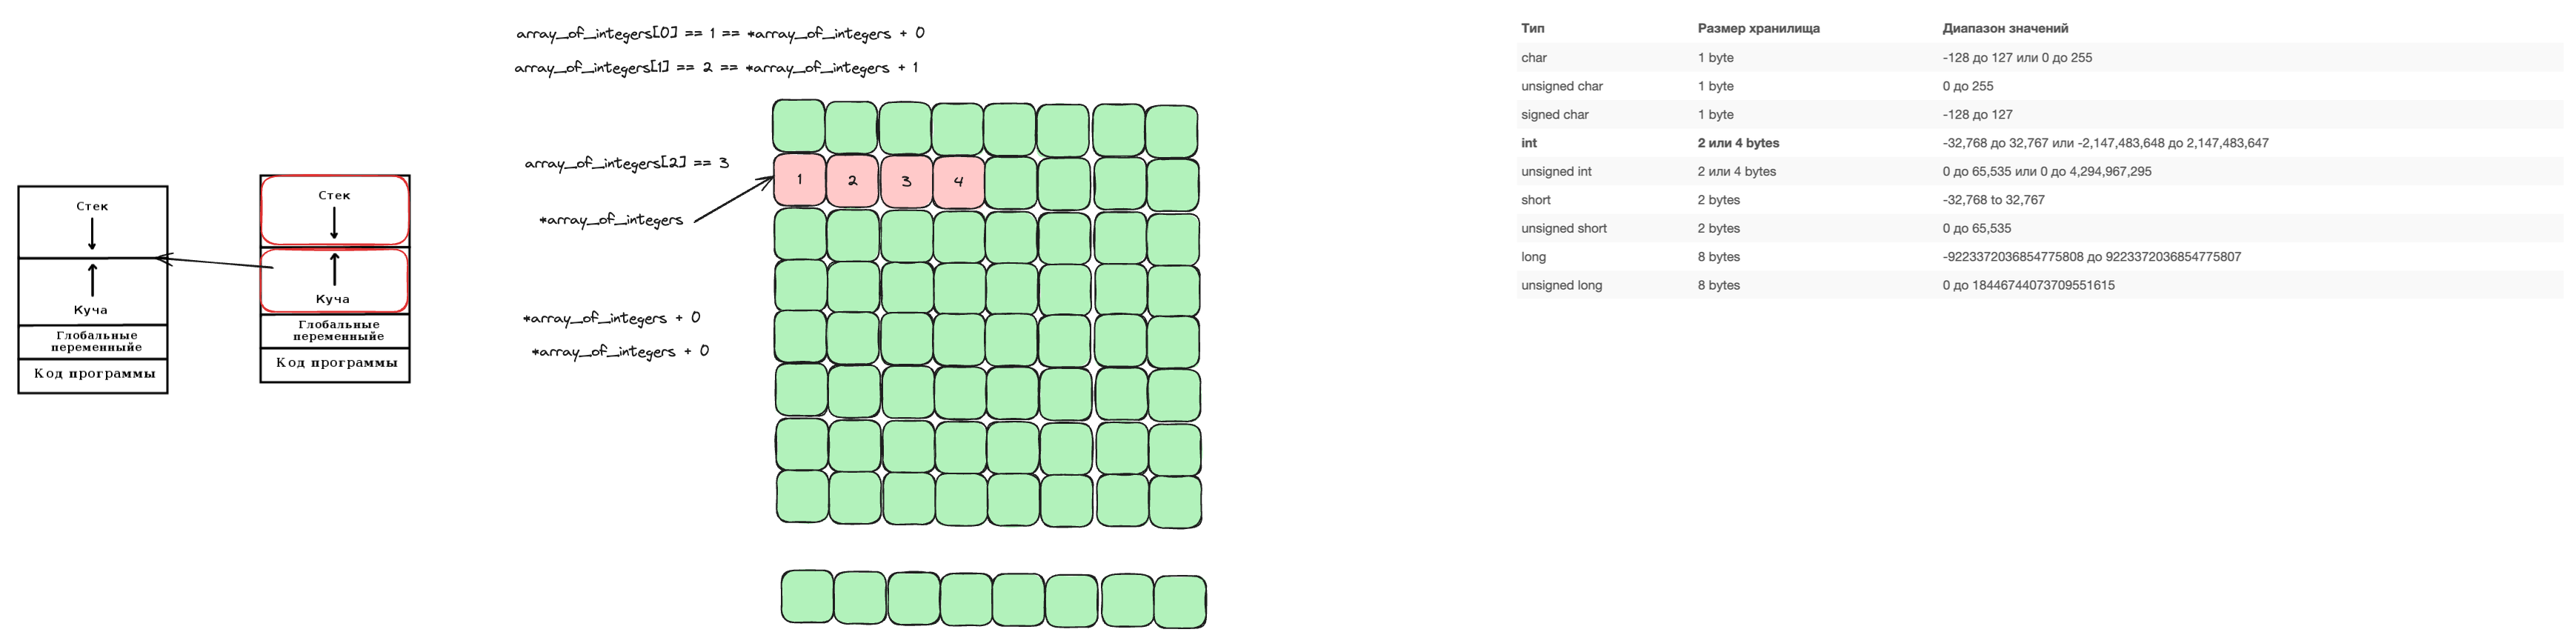 array_of_integers[0] == 1 == *array_of_integers + 0
array_of_integers[1] == 2 == *array_of_integers + 1
array_of_integers[2] == 3
*array_of_integers
1 2 3 4
*array_of_integers + 0
*array_of_integers + 0
Стек
Куча
Глобальные
переменныйе
Код программы
Стек
Куча
Глобальные
переменныйе
Код программы
Тип Размер хранилища Диапазон значений
char 1 byte -128 до 127 или 0 до 255
unsigned char 1 byte 0 до 255
signed char 1 byte -128 до 127
int 2 или 4 bytes -32,768 до 32,767 или -2,147,483,648 до 2,147,483,647
unsigned int 2 или 4 bytes 0 до 65,535 или 0 до 4,294,967,295
short 2 bytes -32,768 to 32,767
unsigned short 2 bytes 0 до 65,535
long 8 bytes -9223372036854775808 до 9223372036854775807
unsigned long 8 bytes 0 до 18446744073709551615